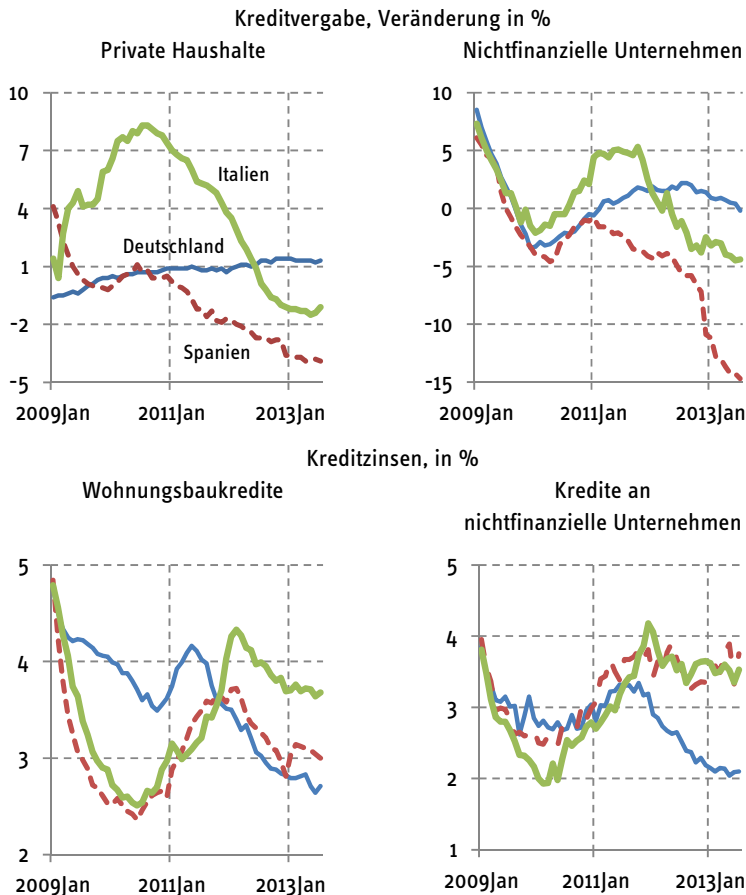 Kreditvergabe, Veränderung in %
Private Haushalte
10
7
4
1
−2
−5
Italien
Deutschland
Spanien
2009Jan 2011Jan 2013Jan
Nichtfinanzielle Unternehmen
10
5
0
−5
−10
−15
2009Jan 2011Jan 2013Jan
Kreditzinsen, in %
Wohnungsbaukredite
5
4
3
2
2009Jan 2011Jan 2013Jan
Kredite an
nichtfinanzielle Unternehmen
5
4
3
2
1
2009Jan 2011Jan 2013Jan